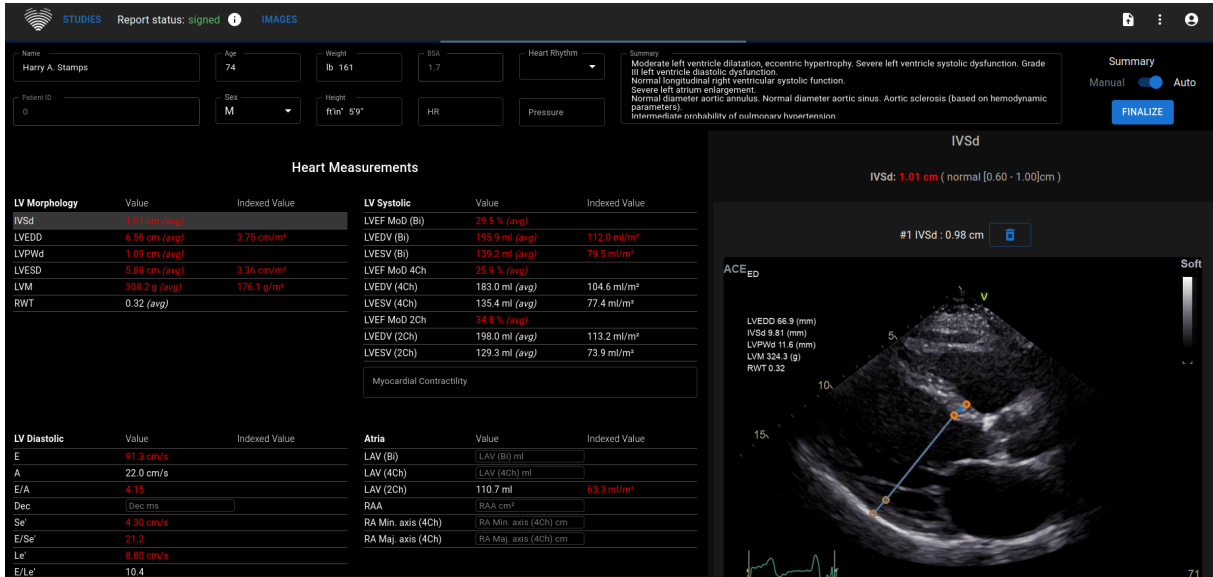 STUDIES Report status: signed i IMAGES
Name
Harry A. Stamps
Age
74
Weight
lb 161
BSA
1.7
Heart Rhythm
Summary
Moderate left ventricle dilatation, eccentric hypertrophy. Severe left ventricle systolic dysfunction. Grade
III left ventricle diastolic dysfunction.
Normal longitudinal right ventricular systolic function.
Severe left atrium enlargement.
Normal diameter aortic annulus. Normal diameter aortic sinus. Aortic sclerosis (based on hemodynamic
parameters).
Intermediate probability of pulmonary hypertension
Summary
Manual Auto
FINALIZE
Patient ID
0
Sex
M
Height
ft'in" 5'9"
HR
Pressure
Heart Measurements
LV Morphology Value Indexed Value
IVSd 1.01 cm (avg)
LVEDD 6.56 cm (avg) 3.75 cm/m²
LVPWd 1.09 cm (avg)
LVESD 5.88 cm (avg) 3.36 cm/m²
LVM 308.2 g (avg) 176.1 g/m²
RWT 0.32 (avg)
LV Systolic Value Indexed Value
LVEF MoD (Bi) 29.5 % (avg)
LVEDV (Bi) 195.9 ml (avg) 112.0 ml/m²
LVESV (Bi) 139.2 ml (avg) 79.5 ml/m²
LVEF MoD 4Ch 25.9 % (avg)
LVEDV (4Ch) 183.0 ml (avg) 104.6 ml/m²
LVESV (4Ch) 135.4 ml (avg) 77.4 ml/m²
LVEF MoD 2Ch 34.8 % (avg)
LVEDV (2Ch) 198.0 ml (avg) 113.2 ml/m²
LVESV (2Ch) 129.3 ml (avg) 73.9 ml/m²
Myocardial Contractility
LV Diastolic Value Indexed Value
E 91.3 cm/s
A 22.0 cm/s
E/A 4.15
Dec Dec ms
Se' 4.30 cm/s
E/Se' 21.2
Le' 8.80 cm/s
E/Le' 10.4
Atria Value Indexed Value
LAV (Bi) LAV (Bi) ml
LAV (4Ch) LAV (4Ch) ml
LAV (2Ch) 110.7 ml 63.3 ml/m²
RAA RAA cm²
RA Min. axis (4Ch) RA Min. axis (4Ch) cm
RA Maj. axis (4Ch) RA Maj. axis (4Ch) cm
IVSd
IVSd: 1.01 cm ( normal [0.60 - 1.00]cm )
#1 IVSd : 0.98 cm
ACE ED
Soft
V
LVEDD 66.9 (mm)
IVSd 9.81 (mm)
LVPWd 11.6 (mm)
LVM 324.3 (g)
RWT 0.32
5
10
15
71